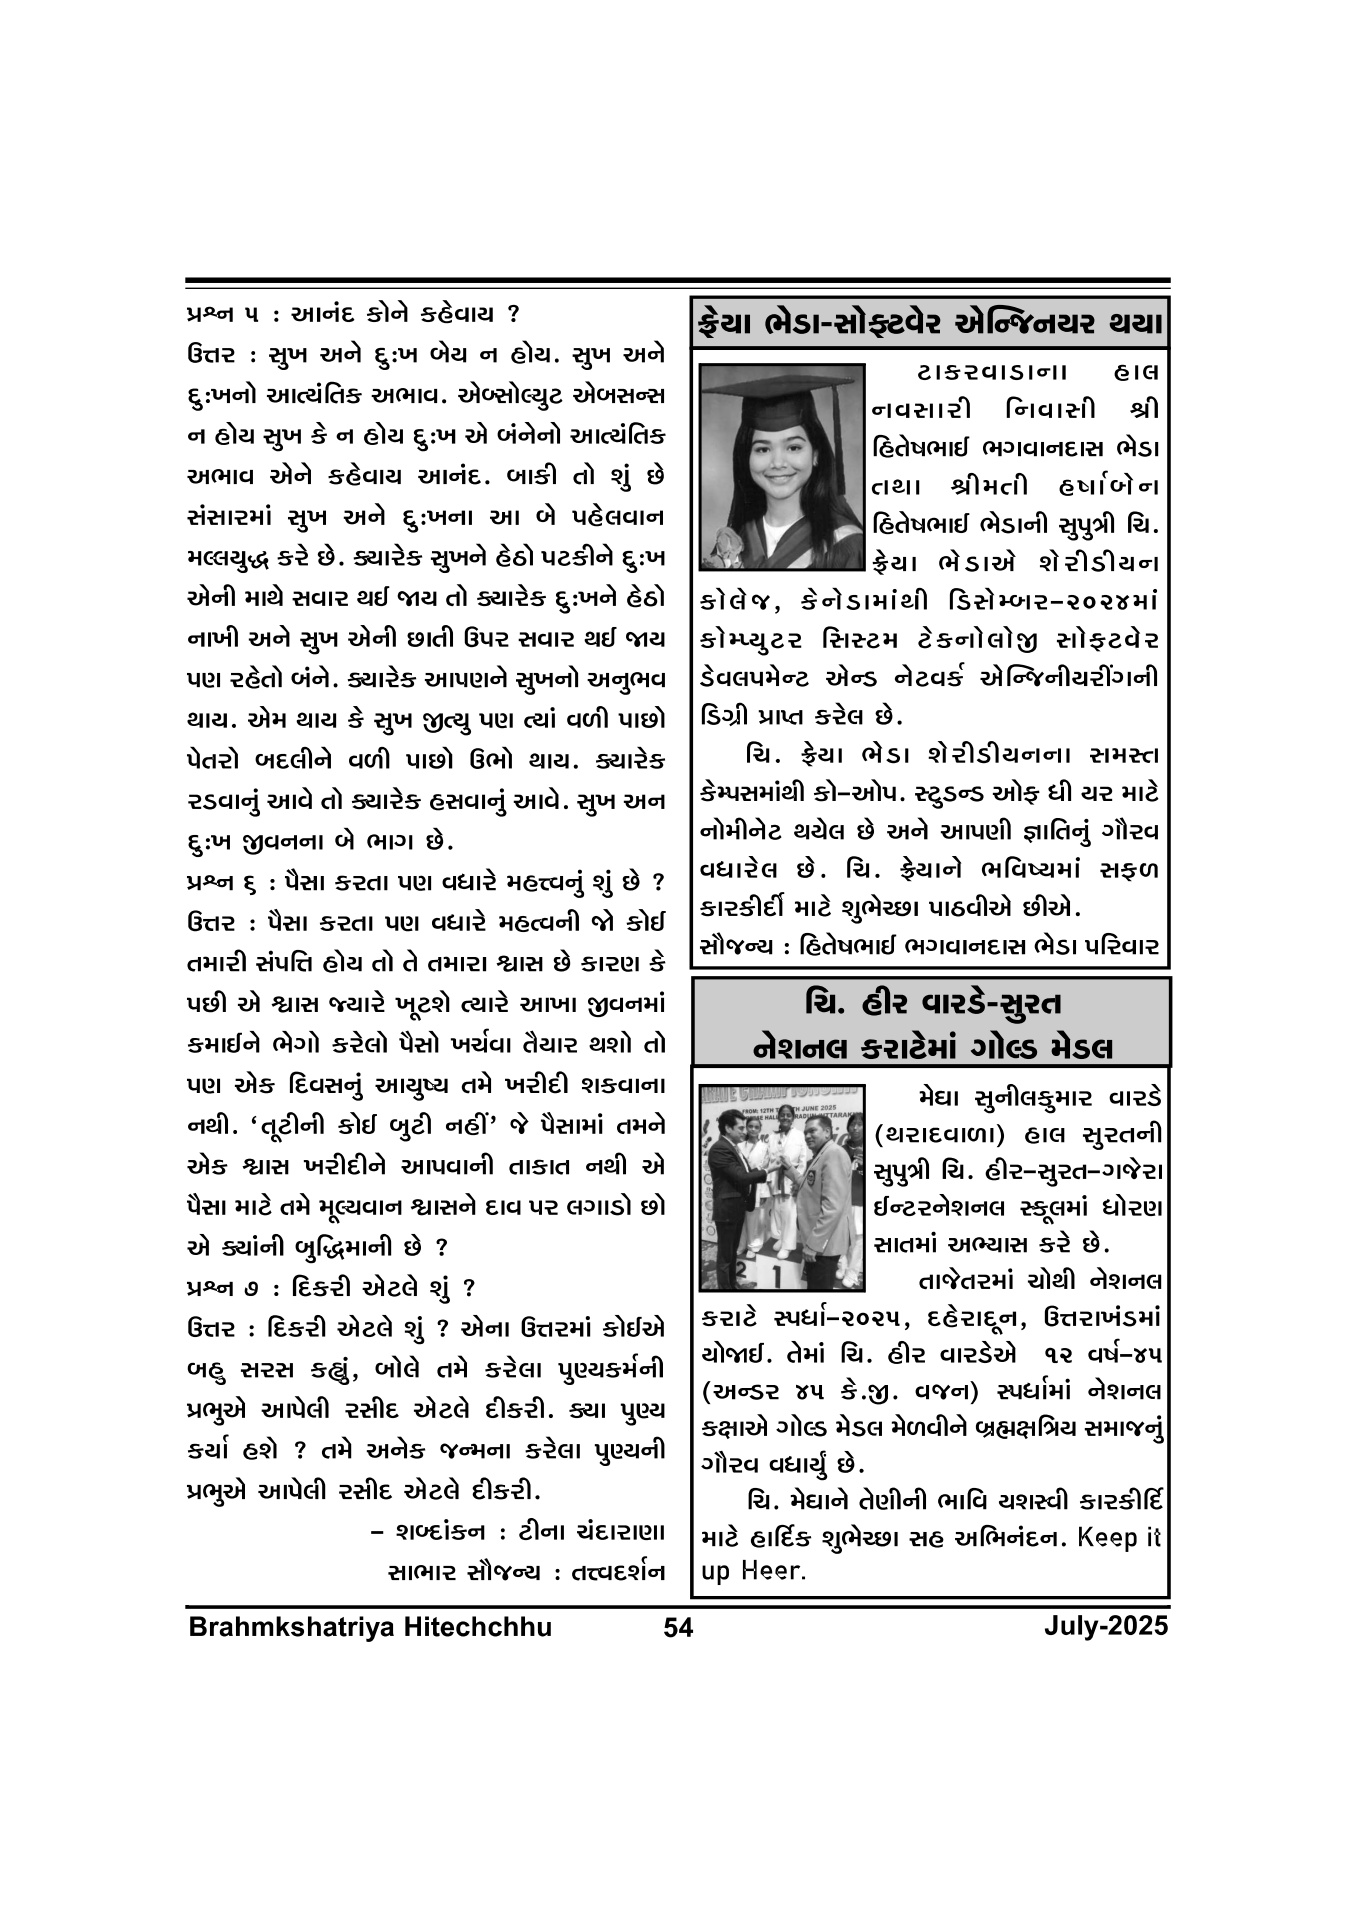 પ્રશ્ન ૫ : આનંદ કોને કહેવાય ?
ઉત્તર : સુખ અને દુઃખ બેય ન હોય. સુખ અને
દુઃખનો આત્યંતિક અભાવ. એબ્સોલ્યુટ એબસન્સ
ન હોય સુખ કે ન હોય દુઃખ એ બંનેનો આત્યંતિક
અભાવ એને કહેવાય આનંદ. બાકી તો શું છે
સંસારમાં સુખ અને દુઃખના આ બે પહેલવાન
મલ્લયુદ્ધ કરે છે. ક્યારેક સુખને હેઠો પટકીને દુઃખ
એની માથે સવાર થઈ જાય તો ક્યારેક દુઃખને હેઠો
નાખી અને સુખ એની છાતી ઉપર સવાર થઈ જાય
પણ રહેતો બંને. ક્યારેક આપણને સુખનો અનુભવ
થાય. એમ થાય કે સુખ જીત્યુ પણ ત્યાં વળી પાછો
પેતરો બદલીને વળી પાછો ઉભો થાય. ક્યારેક
રડવાનું આવે તો ક્યારેક હસવાનું આવે. સુખ અન
દુઃખ જીવનના બે ભાગ છે.
પ્રશ્ન ૬ : પૈસા કરતા પણ વધારે મહત્ત્વનું શું છે ?
ઉત્તર : પૈસા કરતા પણ વધારે મહત્વની જો કોઈ
તમારી સંપત્તિ હોય તો તે તમારા શ્વાસ છે કારણ કે
પછી એ શ્વાસ જ્યારે ખૂટશે ત્યારે આખા જીવનમાં
કમાઈને ભેગો કરેલો પૈસો ખર્ચવા તૈયાર થશો તો
પણ એક દિવસનું આયુષ્ય તમે ખરીદી શકવાના
નથી. ‘તૂટીની કોઈ બુટી નહીં’ જે પૈસામાં તમને
એક શ્વાસ ખરીદીને આપવાની તાકાત નથી એ
પૈસા માટે તમે મૂલ્યવાન શ્વાસને દાવ પર લગાડો છો
એ ક્યાંની બુદ્ધિમાની છે ?
પ્રશ્ન ૭ : દિકરી એટલે શું ?
ઉત્તર : દિકરી એટલે શું ? એના ઉત્તરમાં કોઈએ
બહુ સરસ કહ્યું, બોલે તમે કરેલા પુણ્યકર્મની
પ્રભુએ આપેલી રસીદ એટલે દીકરી. ક્યા પુણ્ય
કર્યા હશે ? તમે અનેક જન્મના કરેલા પુણ્યની
પ્રભુએ આપેલી રસીદ એટલે દીકરી.
– શબ્દાંકન : ટીના ચંદારાણા
સાભાર સૌજન્ય : તત્ત્વદર્શન
ફ્રેયા ભેડા-સોફ્ટવેર એન્જિનયર થયા
ટાકરવાડાના હાલ
નવસારી નિવાસી શ્રી
હિતેષભાઈ ભગવાનદાસ ભેડા
તથા શ્રીમતી હર્ષાબેન
હિતેષભાઈ ભેડાની સુપુત્રી ચિ.
ફ્રેયા ભેડાએ શેરીડીયન
કોલેજ, કેનેડામાંથી ડિસેમ્બર–૨૦૨૪માં
કોમ્પ્યુટર સિસ્ટમ ટેકનોલોજી સોફટવેર
ડેવલપમેન્ટ એન્ડ નેટવર્ક એન્જિનીયરીંગની
ડિગ્રી પ્રાપ્ત કરેલ છે.
ચિ. ફ્રેયા ભેડા શેરીડીયનના સમસ્ત
કેમ્પસમાંથી કો–ઓપ. સ્ટુડન્ડ ઓફ ધી યર માટે
નોમીનેટ થયેલ છે અને આપણી જ્ઞાતિનું ગૌરવ
વધારેલ છે. ચિ. ફ્રેયાને ભવિષ્યમાં સફળ
કારકીર્દી માટે શુભેચ્છા પાઠવીએ છીએ.
સૌજન્ય : હિતેષભાઈ ભગવાનદાસ ભેડા પરિવાર
ચિ. હીર વારડે-સુરત
નેશનલ કરાટેમાં ગોલ્ડ મેડલ
FROM: 12TH JUNE 2025
2
1
મેઘા સુનીલકુમાર વારડે
(થરાદવાળા) હાલ સુરતની
સુપુત્રી ચિ. હીર–સુરત–ગજેરા
ઈન્ટરનેશનલ સ્કૂલમાં ધોરણ
સાતમાં અભ્યાસ કરે છે.
તાજેતરમાં ચોથી નેશનલ
કરાટે સ્પર્ધા–૨૦૨૫, દહેરાદૂન, ઉત્તરાખંડમાં
યોજાઈ. તેમાં ચિ. હીર વારડેએ ૧૨ વર્ષ–૪૫
(અન્ડર ૪૫ કે.જી. વજન) સ્પર્ધામાં નેશનલ
કક્ષાએ ગોલ્ડ મેડલ મેળવીને બ્રહ્મક્ષત્રિય સમાજનું
ગૌરવ વધાર્યું છે.
ચિ. મેઘાને તેણીની ભાવિ યશસ્વી કારકીર્દિ
માટે હાર્દિક શુભેચ્છા સહ અભિનંદન. Keep it
up Heer.
Brahmkshatriya Hitechchhu 54 July-2025